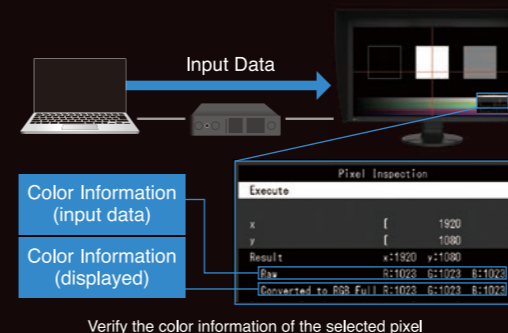 Input Data
Pixel Inspection
Execute
x [ 1920
y [ 1080
Result x:1920 y:1080
Raw R:1023 G:1023 B:1023
Converted to RGB Full R:1023 G:1023 B:1023
Color Information
(input data)
Color Information
(displayed)
Verify the color information of the selected pixel